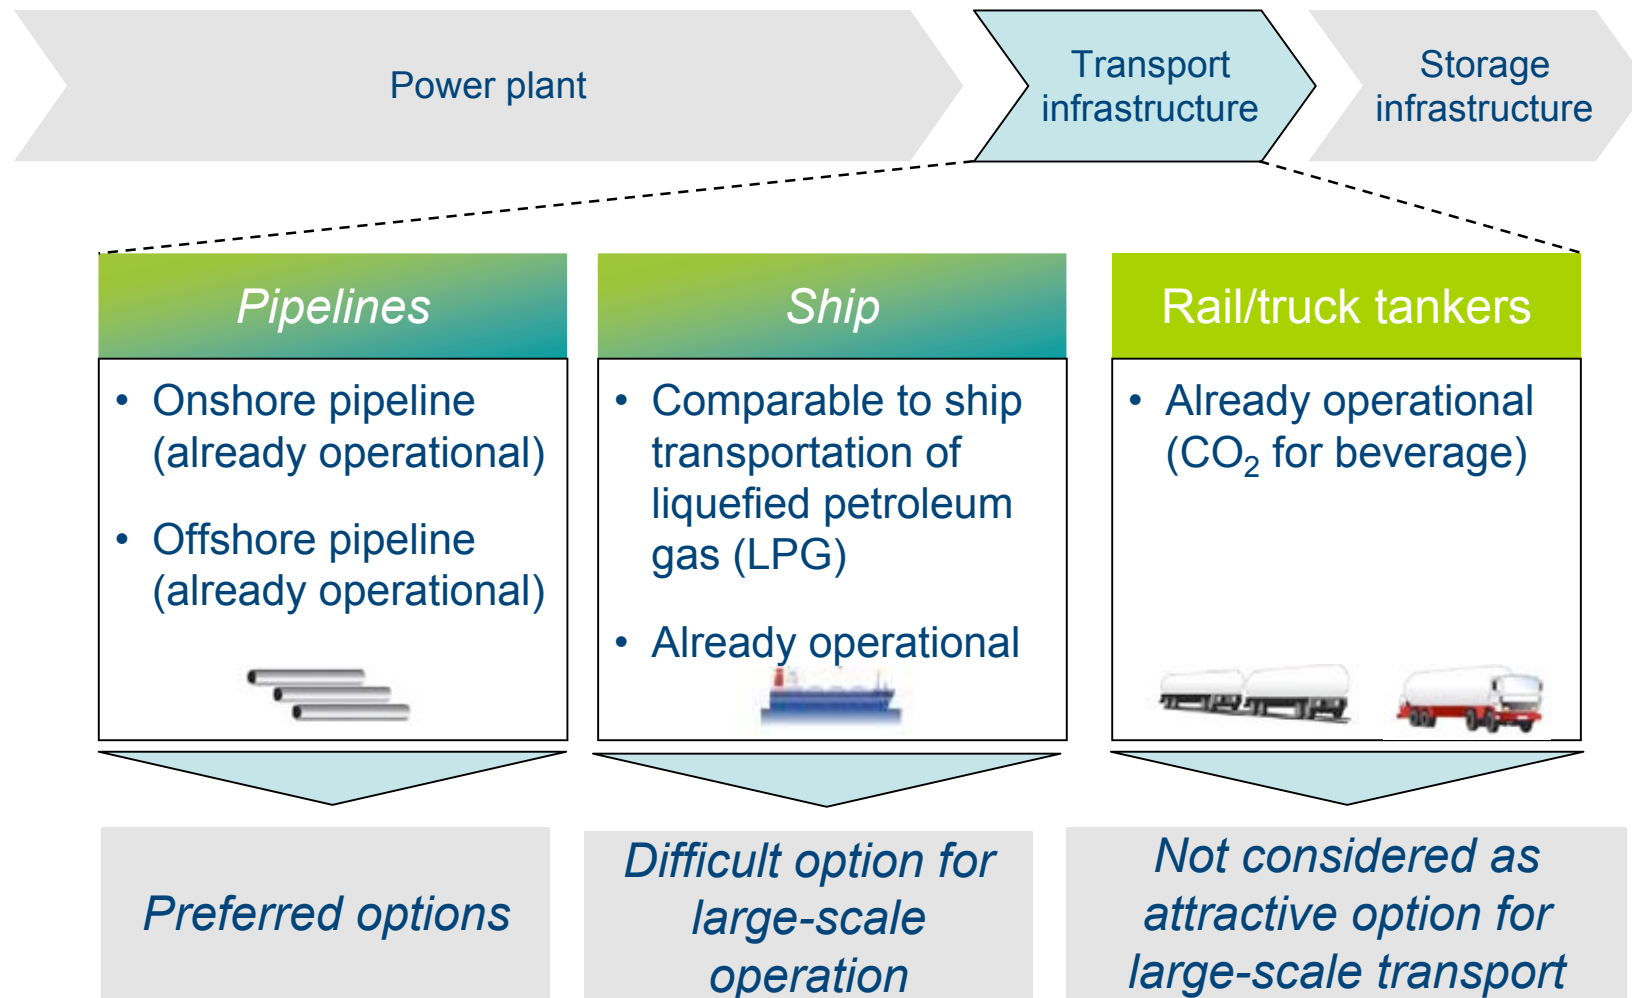 Power plant
Transport
infrastructure
Storage
infrastructure
Pipelines
• Onshore pipeline
(already operational)
• Offshore pipeline
(already operational)
Preferred options
Ship
• Comparable to ship
transportation of
liquefied petroleum
gas (LPG)
• Already operational
Difficult option for
large-scale
operation
Rail/truck tankers
• Already operational
(CO₂ for beverage)
Not considered as
attractive option for
large-scale transport